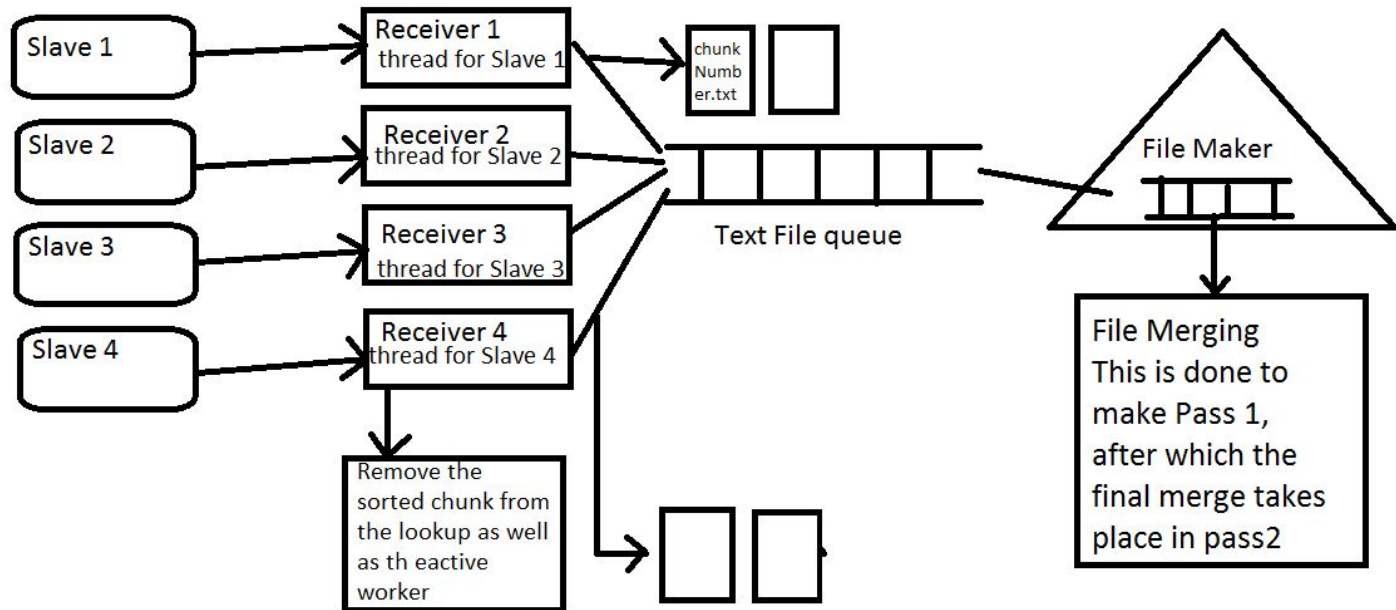 Slave 1
Receiver 1
thread for Slave 1
chunk
Numb
er.txt
Slave 2
Receiver 2
thread for Slave 2
File Maker
Slave 3
Receiver 3
thread for Slave 3
Text File queue
Slave 4
Receiver 4
thread for Slave 4
Remove the
sorted chunk from
the lookup as well
as th eactive
worker
File Merging
This is done to
make Pass 1,
after which the
final merge takes
place in pass2